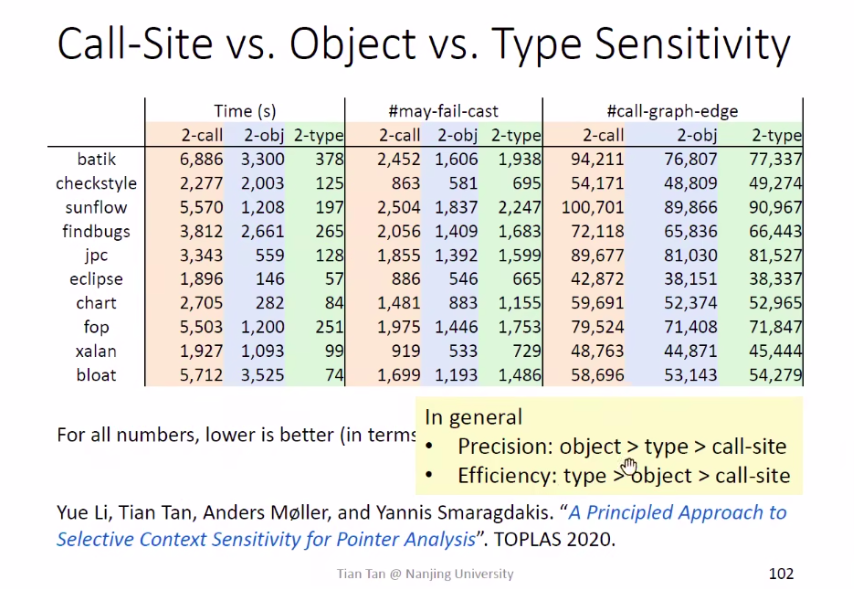 Call-Site vs. Object vs. Type Sensitivity
Time (s) #may-fail-cast #call-graph-edge
2-call 2-obj 2-type 2-call 2-obj 2-type 2-call 2-obj 2-type
batik 6,886 3,300 378 2,452 1,606 1,938 94,211 76,807 77,337
checkstyle 2,277 2,003 125 863 581 695 54,171 48,809 49,274
sunflow 5,570 1,208 197 2,504 1,837 2,247 100,701 89,866 90,967
findbugs 3,812 2,661 265 2,056 1,409 1,683 72,118 65,836 66,443
jpc 3,343 559 128 1,855 1,392 1,599 89,677 81,030 81,527
eclipse 1,896 146 57 886 546 665 42,872 38,151 38,337
chart 2,705 282 84 1,481 883 1,155 59,691 52,374 52,965
fop 5,503 1,200 251 1,975 1,446 1,753 79,524 71,408 71,847
xalan 1,927 1,093 99 919 533 729 48,763 44,871 45,444
bloat 5,712 3,525 74 1,699 1,193 1,486 58,696 53,143 54,279
For all numbers, lower is better (in terms
In general
• Precision: object > type > call-site
• Efficiency: type > object > call-site
Yue Li, Tian Tan, Anders Møller, and Yannis Smaragdakis. “A Principled Approach to
Selective Context Sensitivity for Pointer Analysis”. TOPLAS 2020.
Tian Tan @ Nanjing University
102